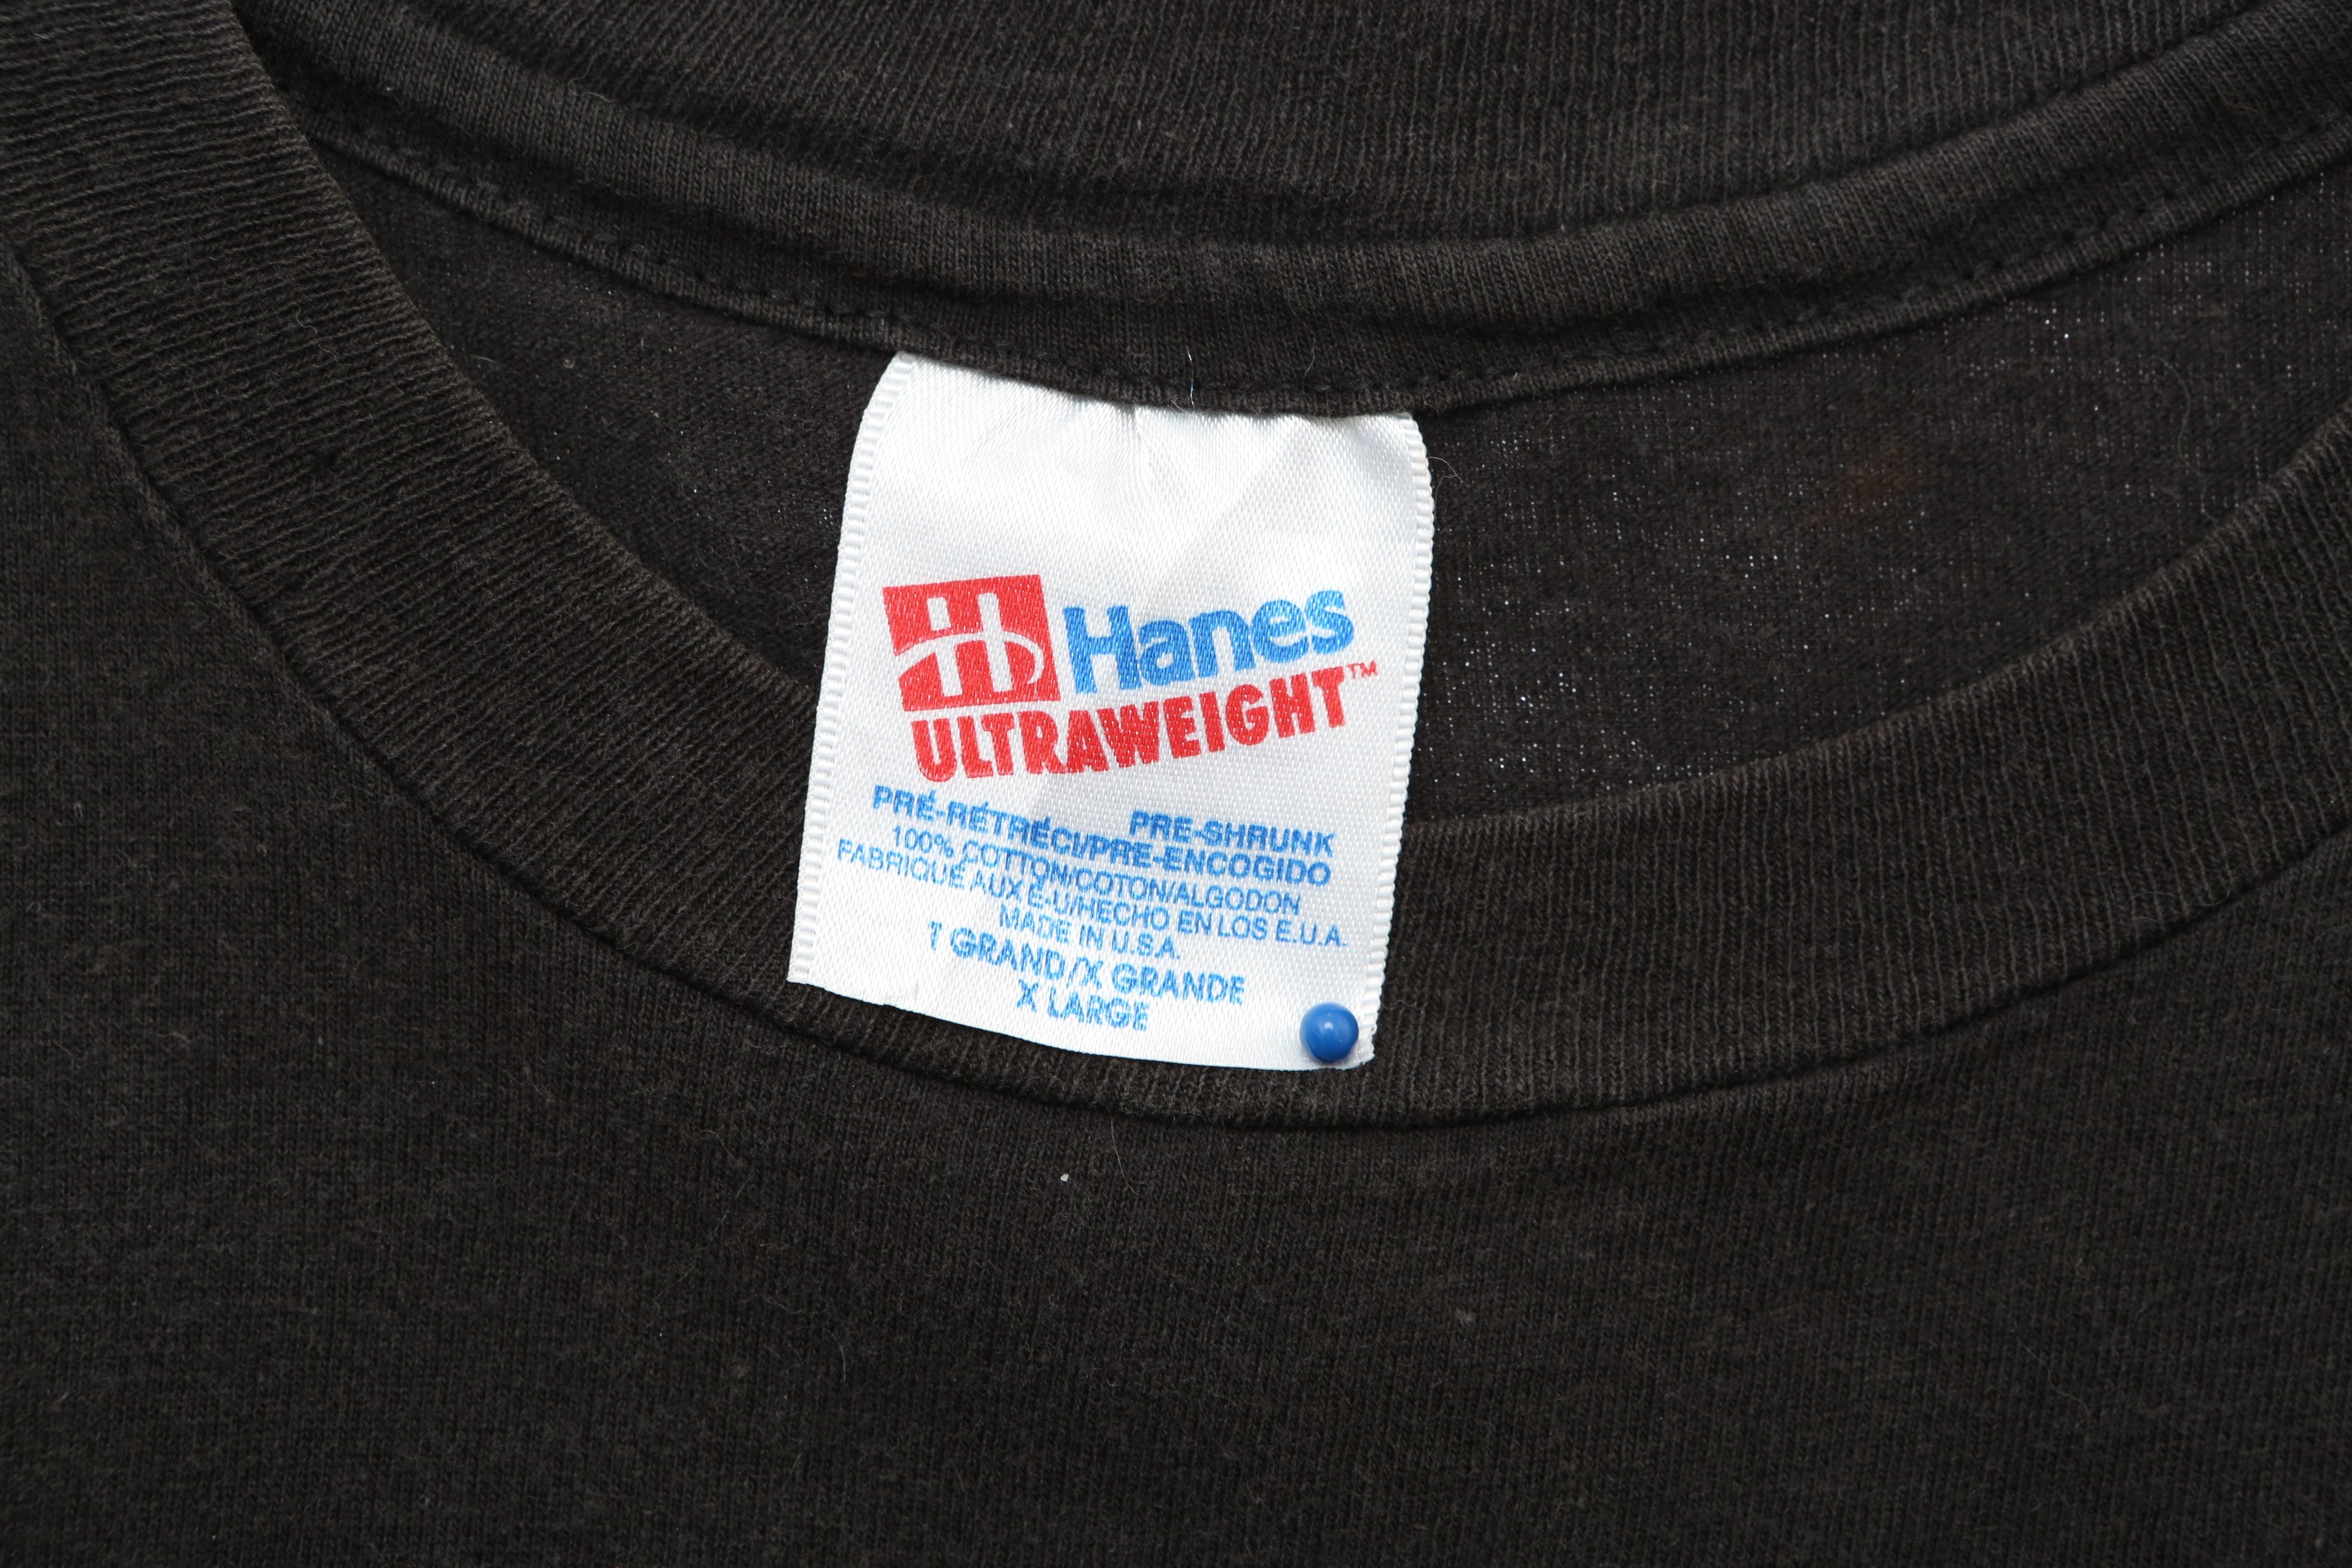 Hanes
ULTRAWEIGHT™
PRE-SHRUNK
PRÉ-RÉTRÉCI/PRE-ENCOGIDO
100% COTTON/COTON/ALGODON
FABRIQUÉ AUX É-U/HECHO EN LOS E.U.A.
MADE IN U.S.A.
T GRAND/X GRANDE
X LARGE